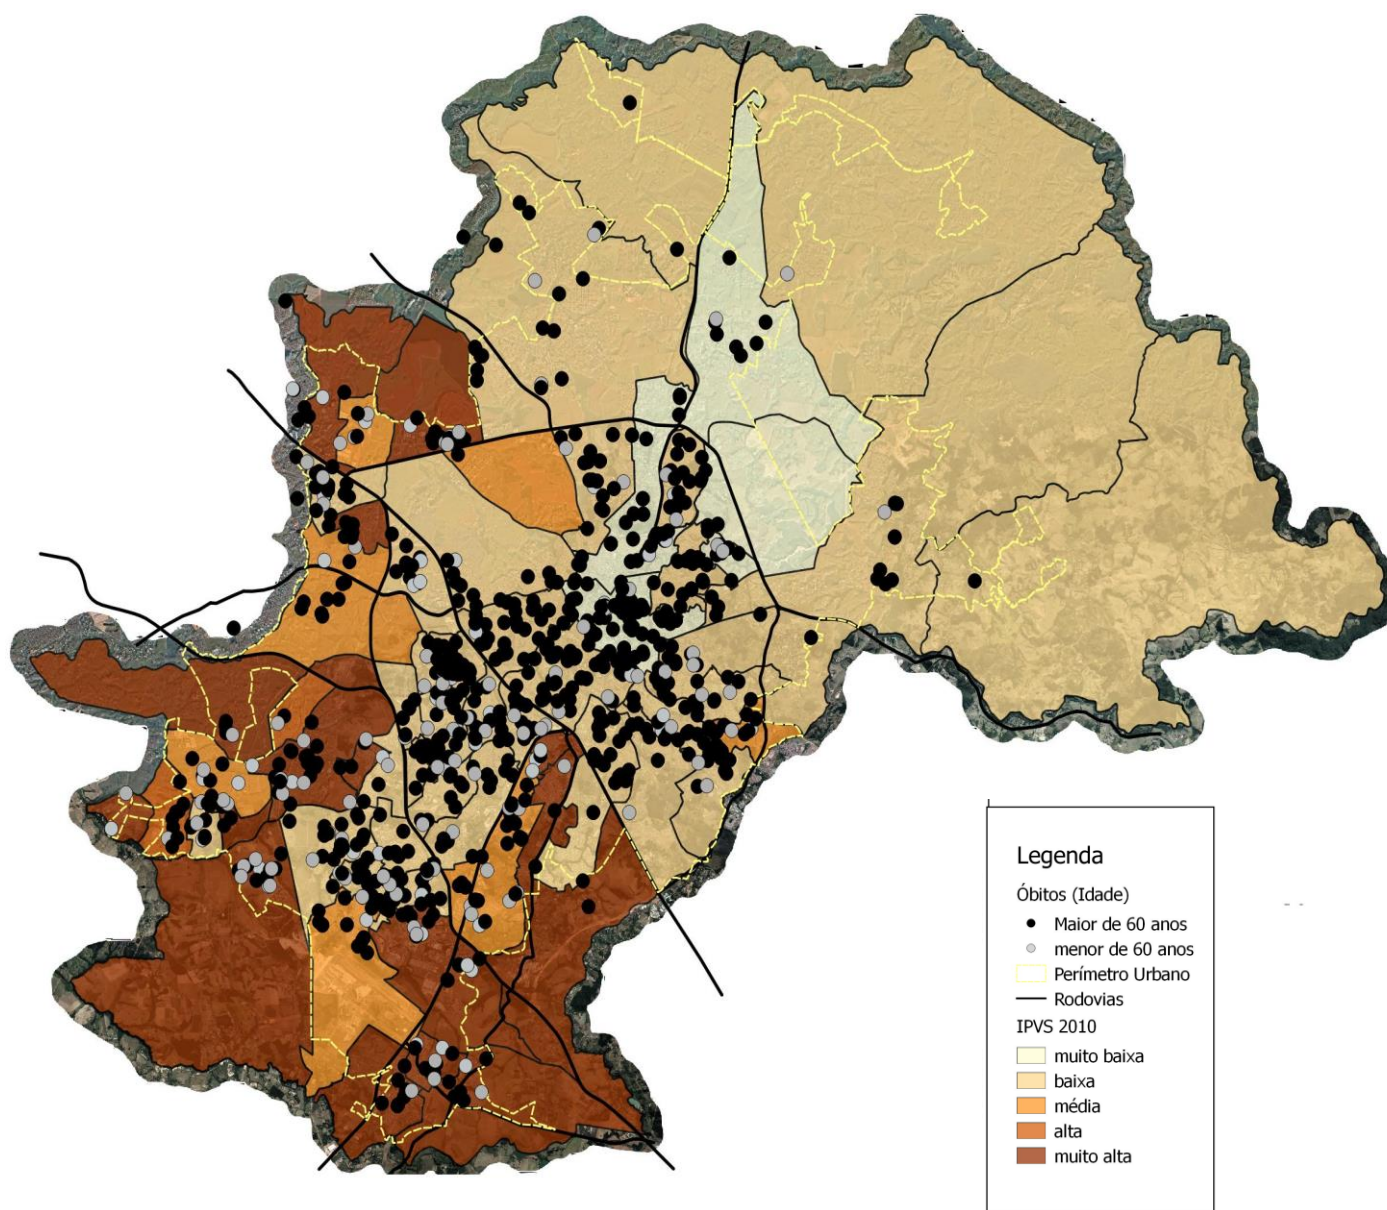 Legenda
Óbitos (Idade)
Maior de 60 anos
menor de 60 anos
Perímetro Urbano
Rodovias
IPVS 2010
muito baixa
baixa
média
alta
muito alta